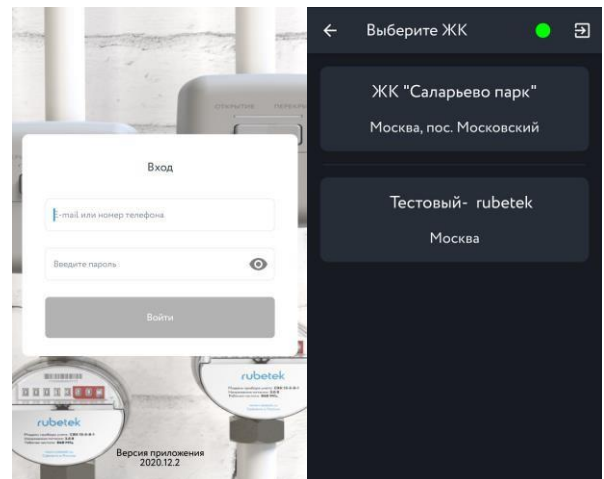 ОТКРЫТИЕ
Вход
E-mail или номер телефона
Введите пароль
Войти
rubetek
rubetek
Версия приложения
2020.12.2
Выберите ЖК
ЖК "Саларьево парк"
Москва, пос. Московский
Тестовый- rubetek
Москва